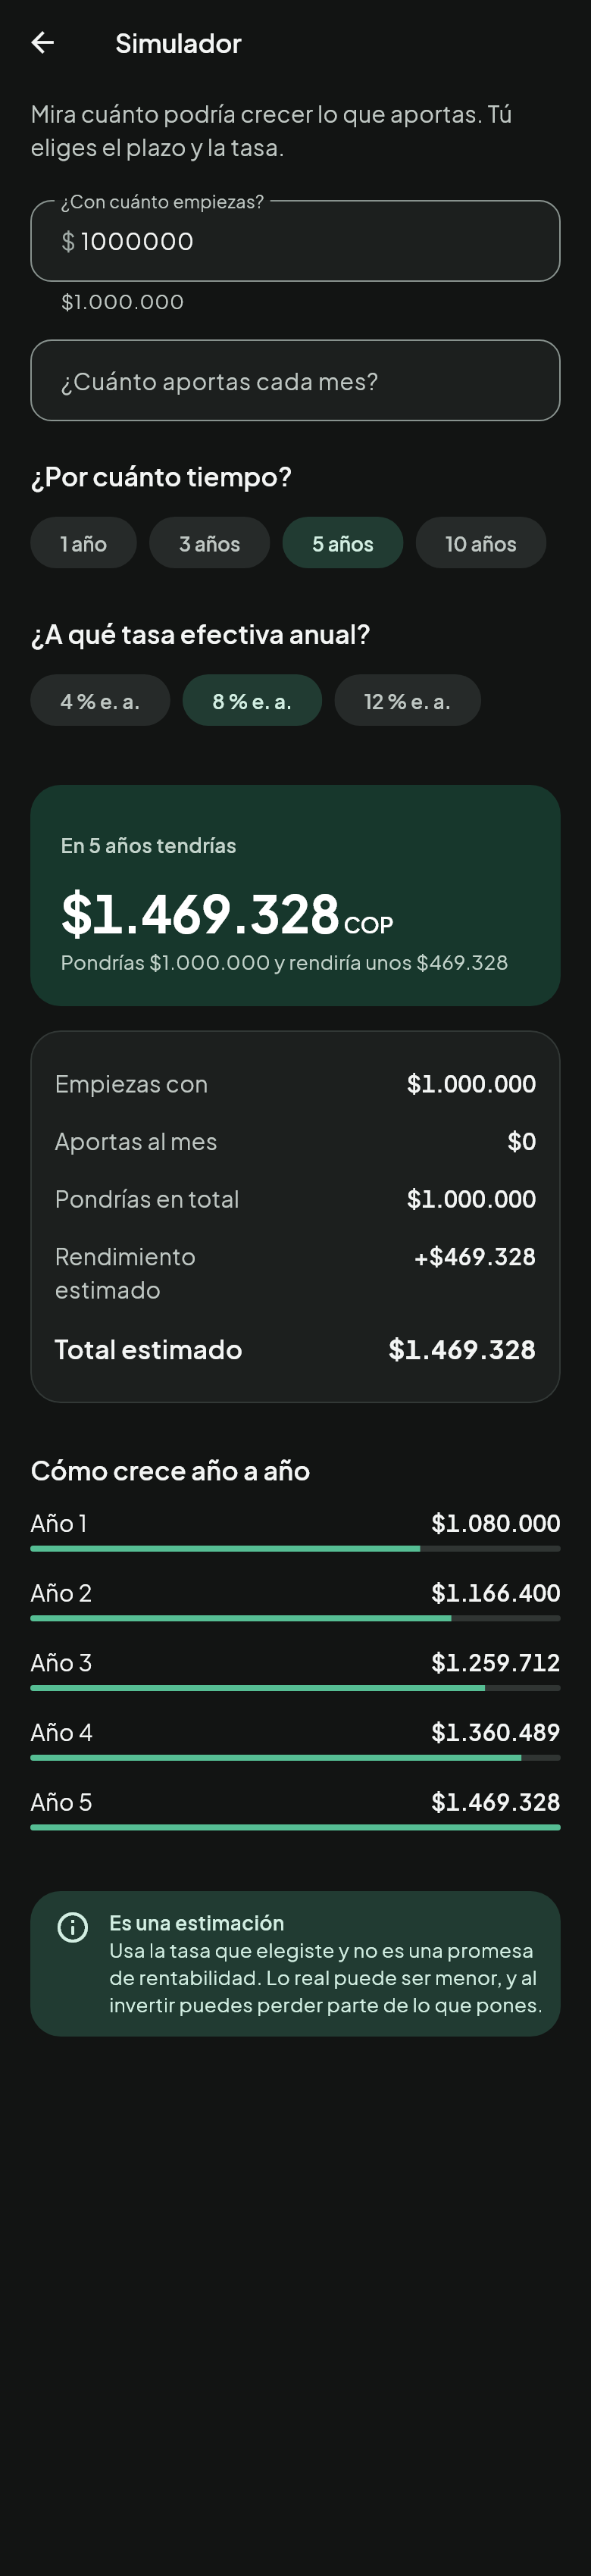 Simulador
Mira cuánto podría crecer lo que aportas. Tú
eliges el plazo y la tasa.
¿Con cuánto empiezas?
$ 1000000
$1.000.000
¿Cuánto aportas cada mes?
¿Por cuánto tiempo?
1 año 3 años 5 años 10 años
¿A qué tasa efectiva anual?
4 % e. a. 8 % e. a. 12 % e. a.
En 5 años tendrías
$1.469.328 COP
Pondrías $1.000.000 y rendiría unos $469.328
Empiezas con $1.000.000
Aportas al mes $0
Pondrías en total $1.000.000
Rendimiento estimado +$469.328
Total estimado $1.469.328
Cómo crece año a año
Año 1 $1.080.000
Año 2 $1.166.400
Año 3 $1.259.712
Año 4 $1.360.489
Año 5 $1.469.328
Es una estimación
Usa la tasa que elegiste y no es una promesa
de rentabilidad. Lo real puede ser menor, y al
invertir puedes perder parte de lo que pones.